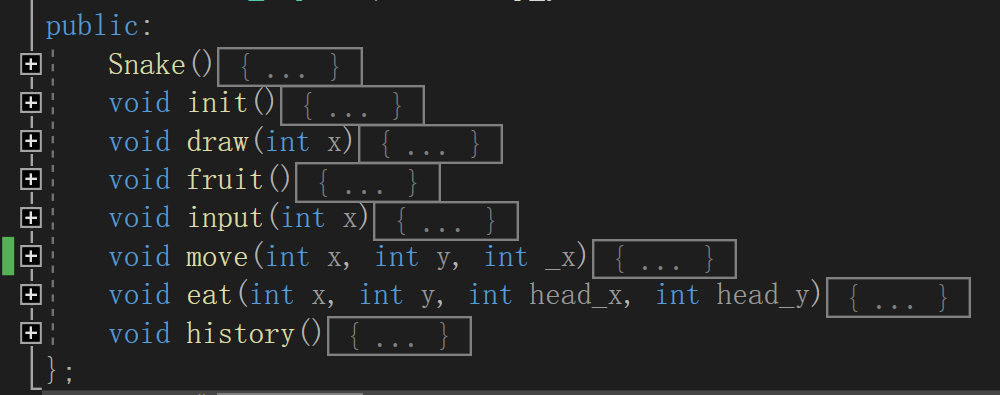 public:
Snake() { ... }
void init() { ... }
void draw(int x) { ... }
void fruit() { ... }
void input(int x) { ... }
void move(int x, int y, int _x) { ... }
void eat(int x, int y, int head_x, int head_y) { ... }
void history() { ... }
};